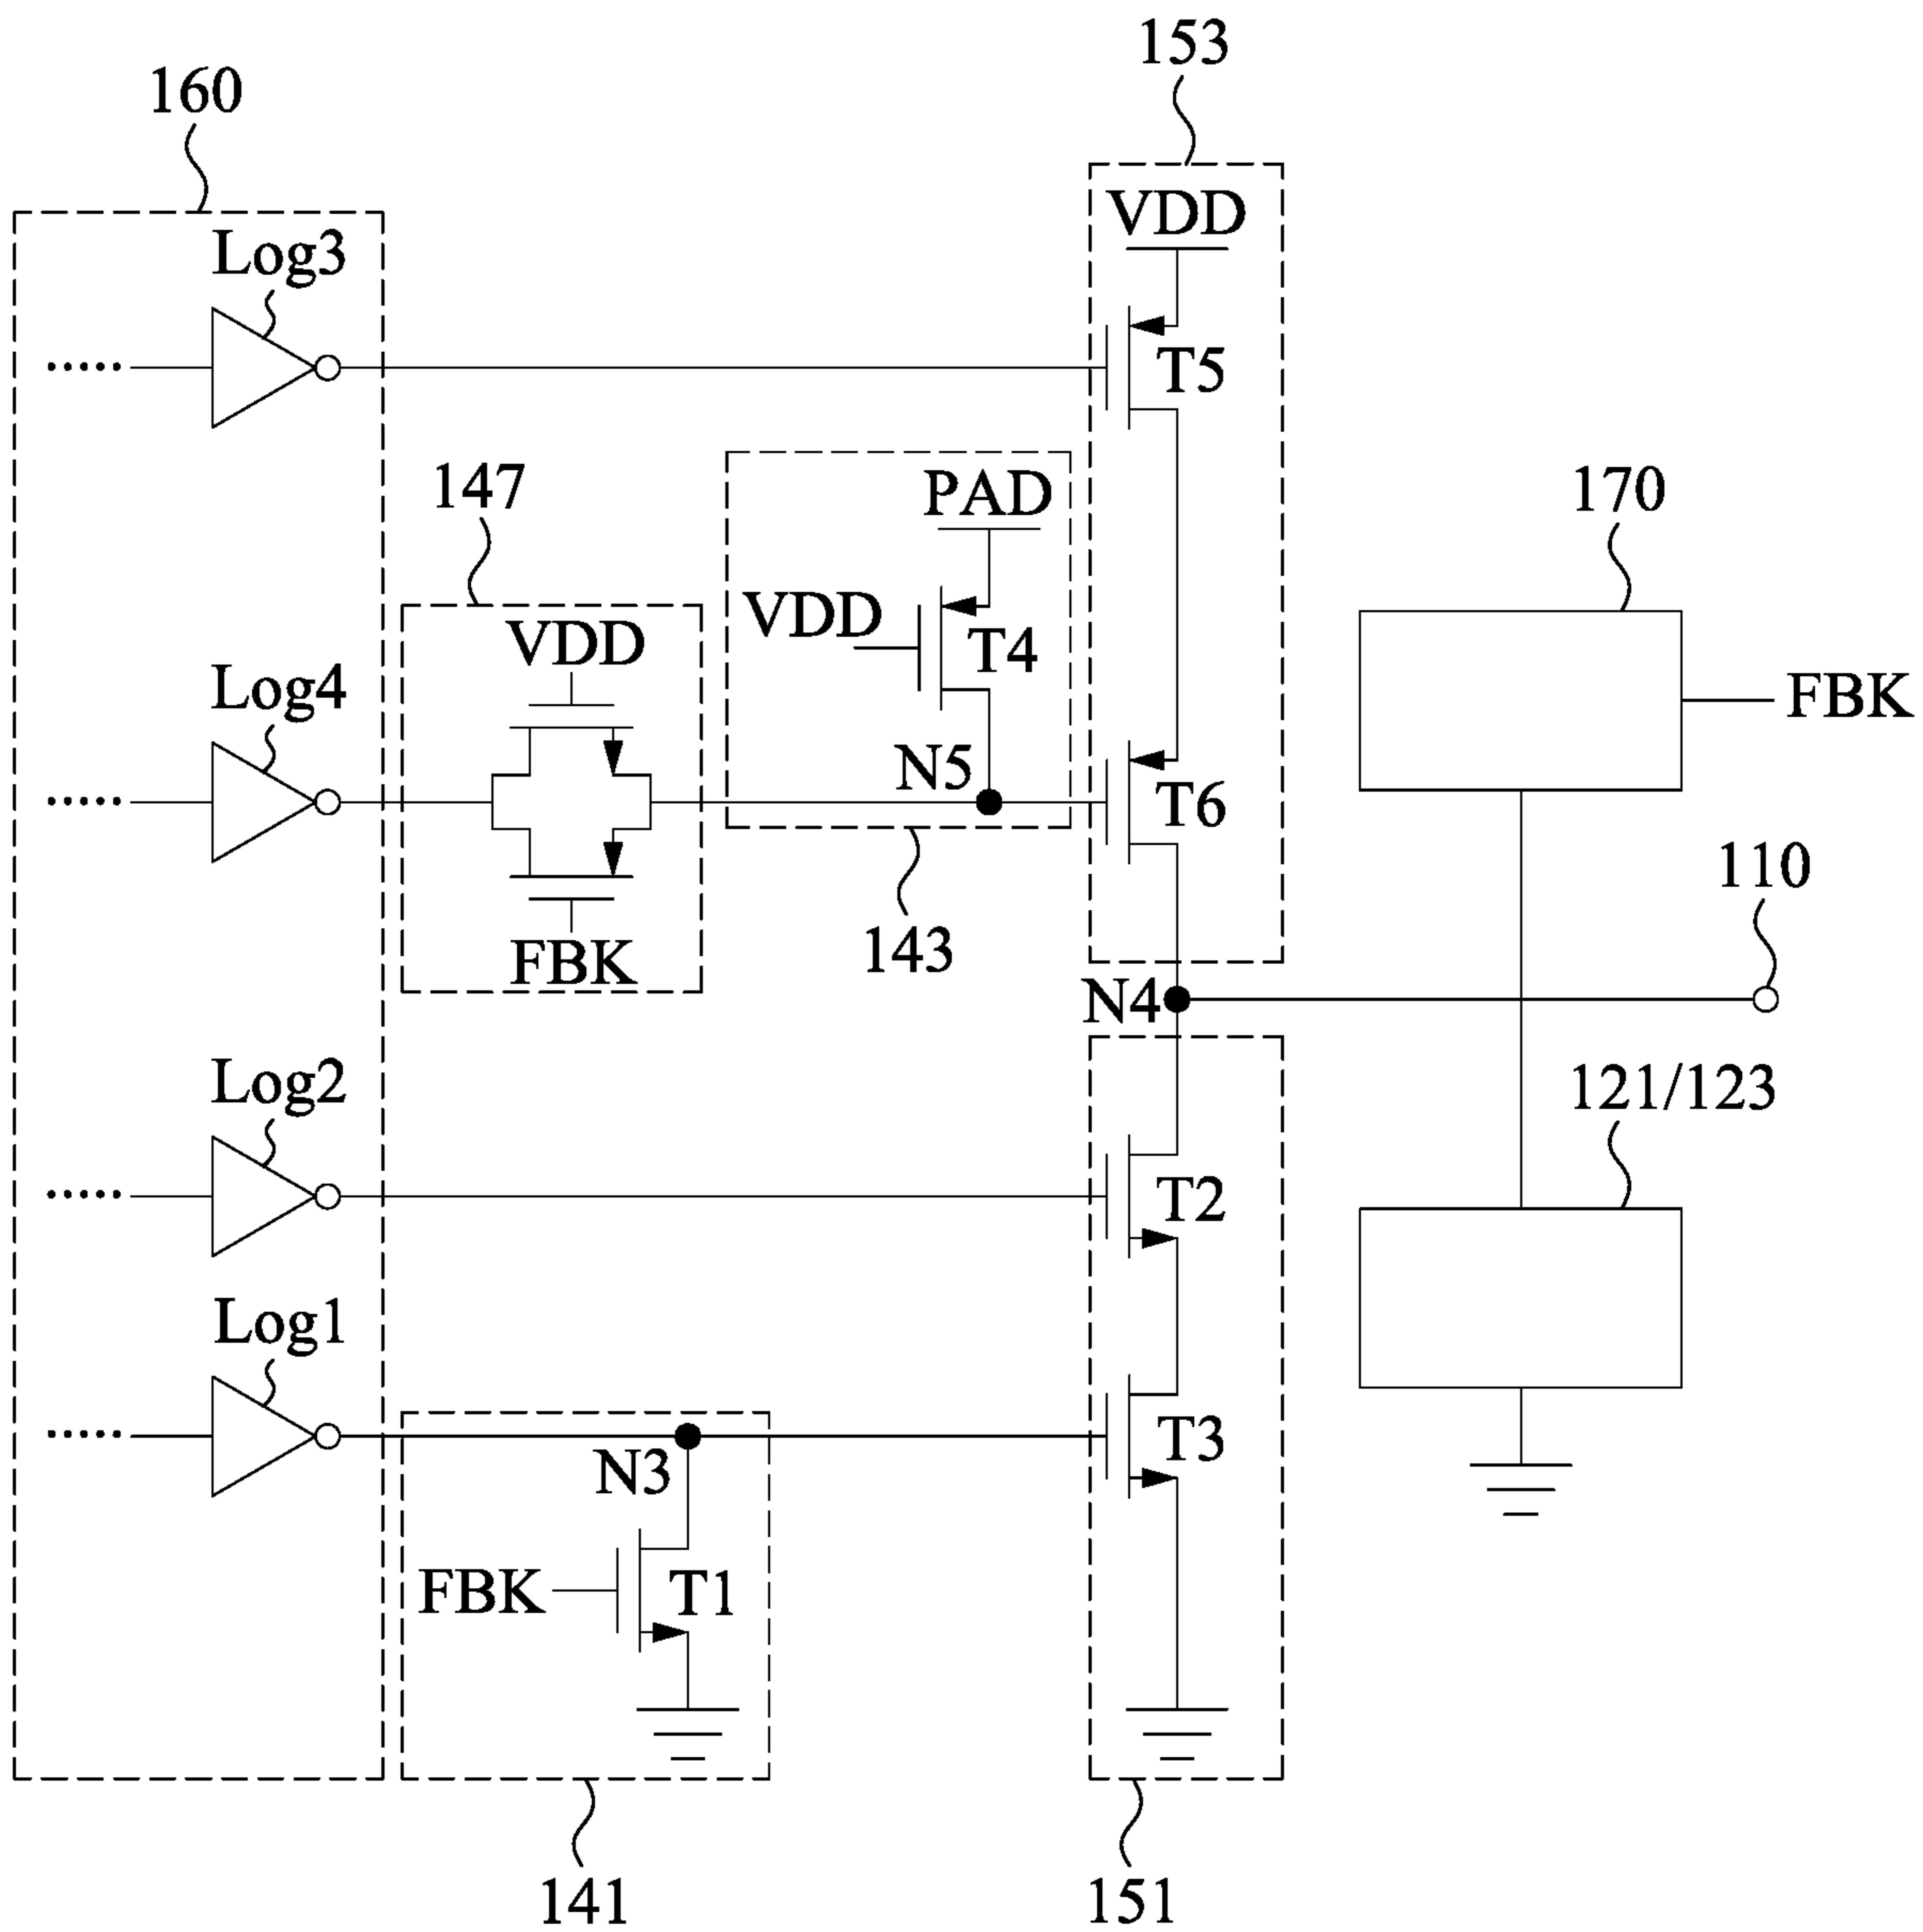 153
160
VDD
Log3
T5
147
PAD
170
VDD
VDD
T4
Log4
FBK
N5
T6
110
143
FBK
N4
Log2
121/123
T2
Log1
T3
N3
FBK
T1
141
151